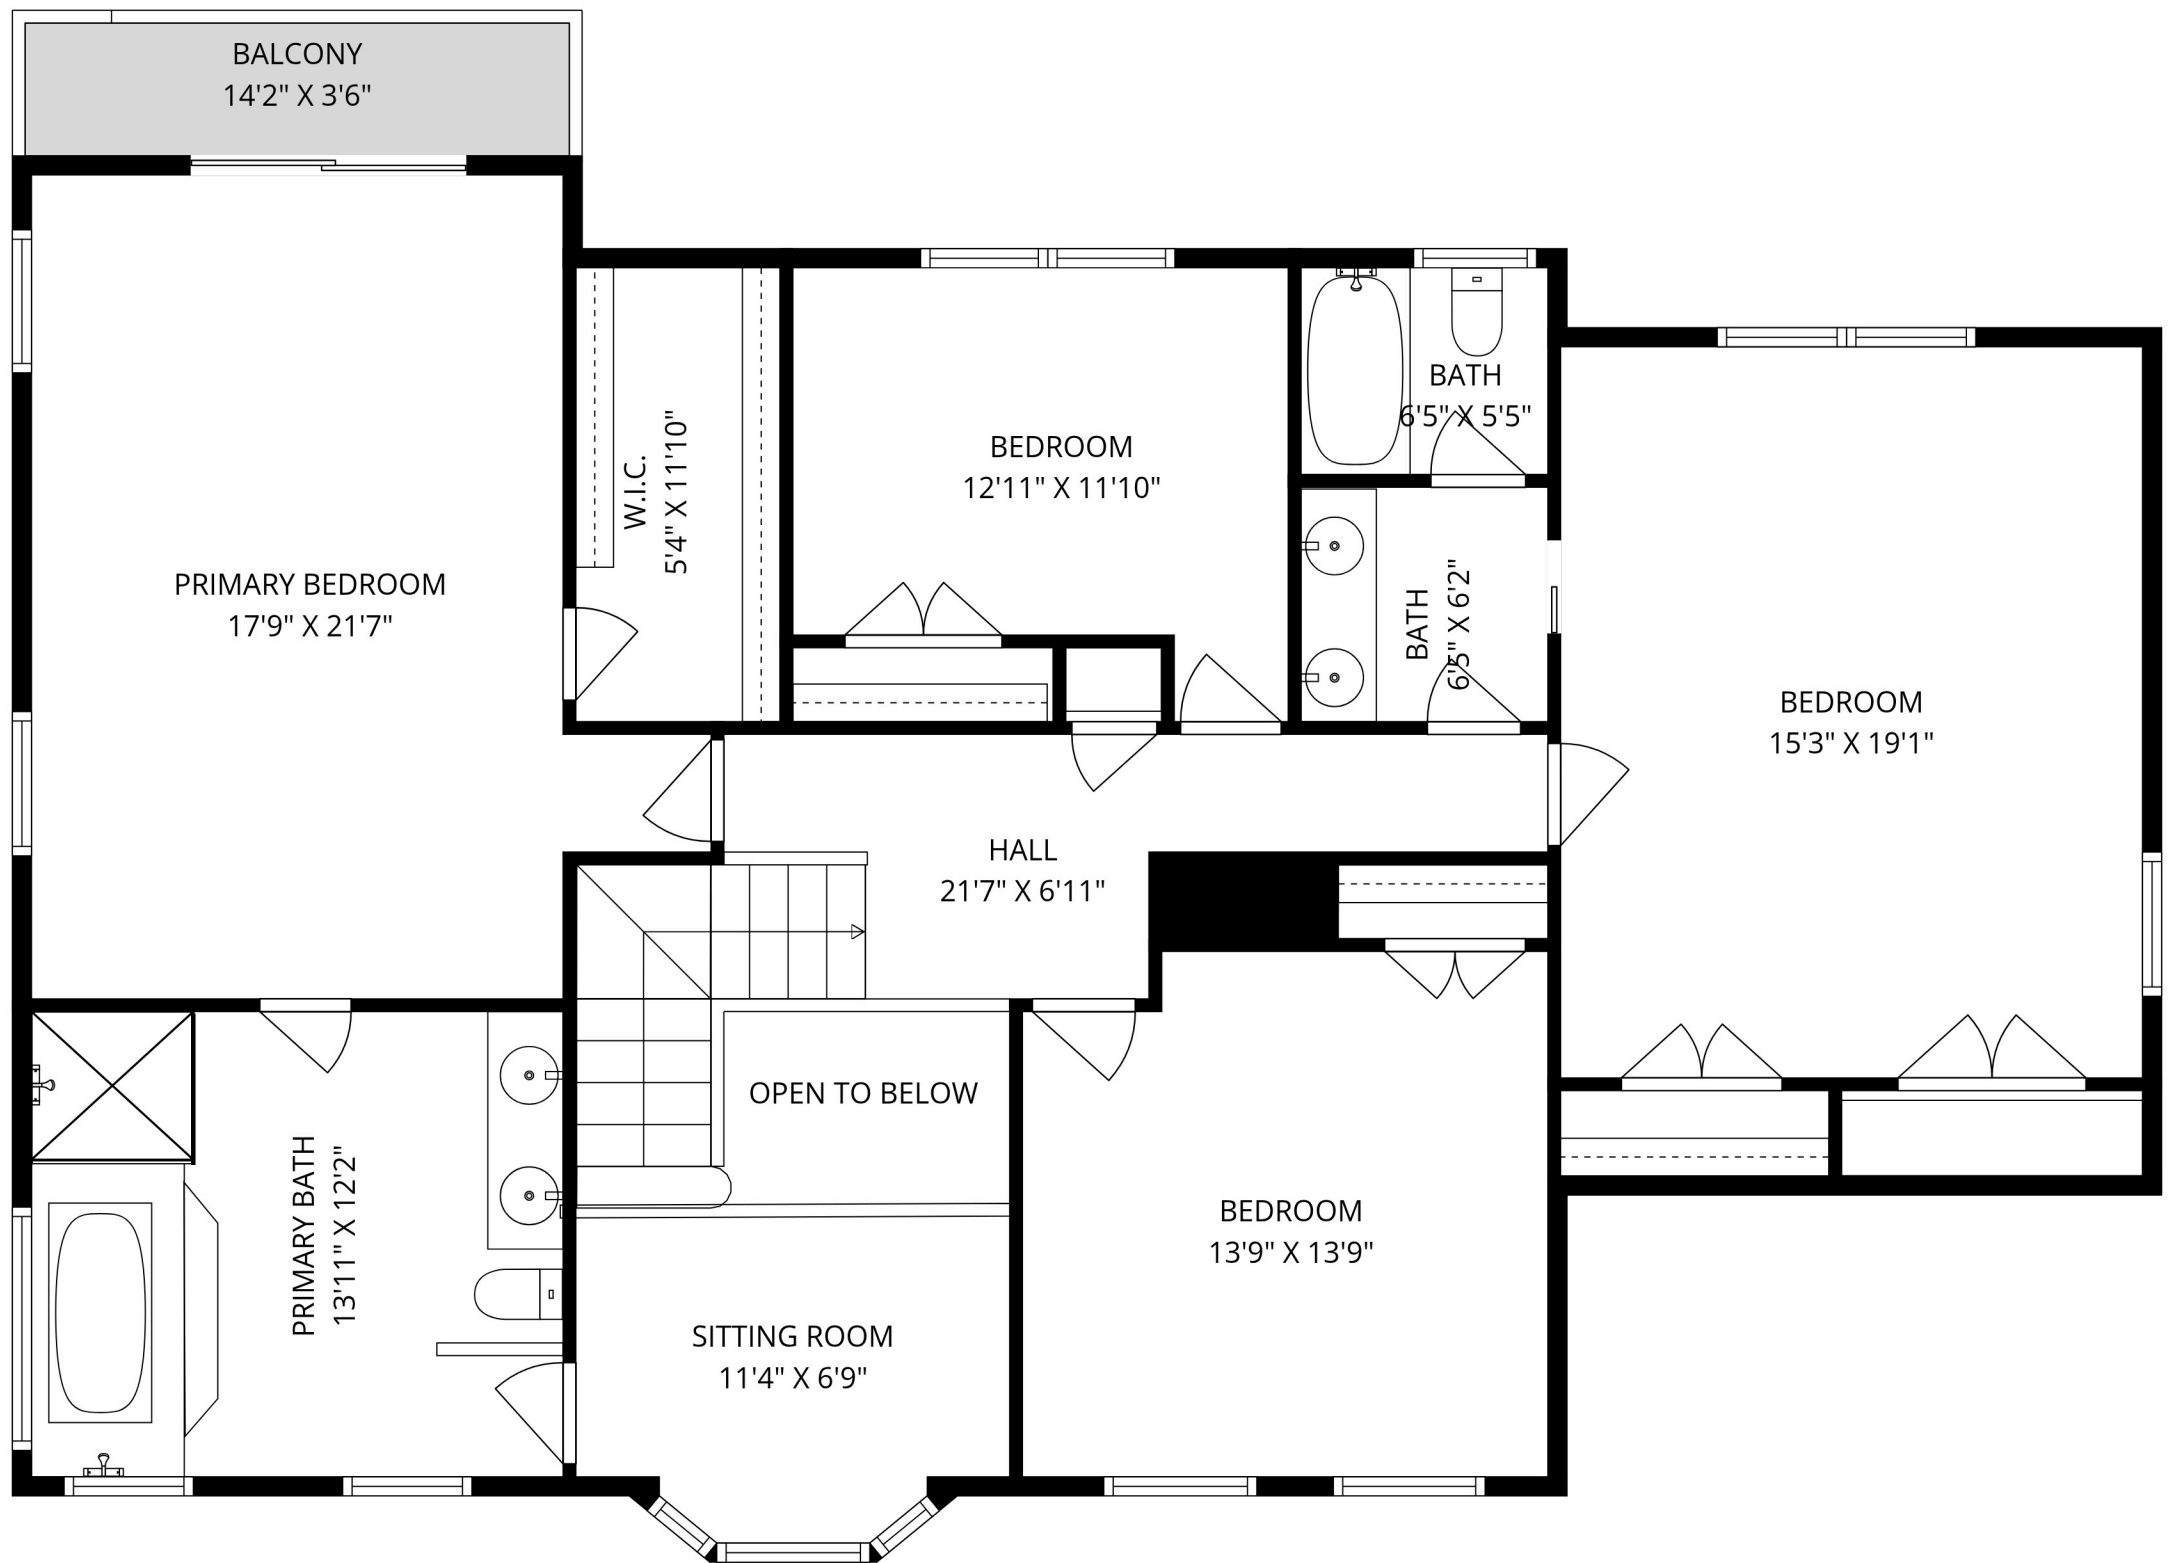 BALCONY
14'2" X 3'6"
BATH
6'5" X 5'5"
W.I.C.
5'4" X 11'10"
BEDROOM
12'11" X 11'10"
PRIMARY BEDROOM
17'9" X 21'7"
BATH
6'5" X 6'2"
BEDROOM
15'3" X 19'1"
HALL
21'7" X 6'11"
OPEN TO BELOW
PRIMARY BATH
13'11" X 12'2"
BEDROOM
13'9" X 13'9"
SITTING ROOM
11'4" X 6'9"